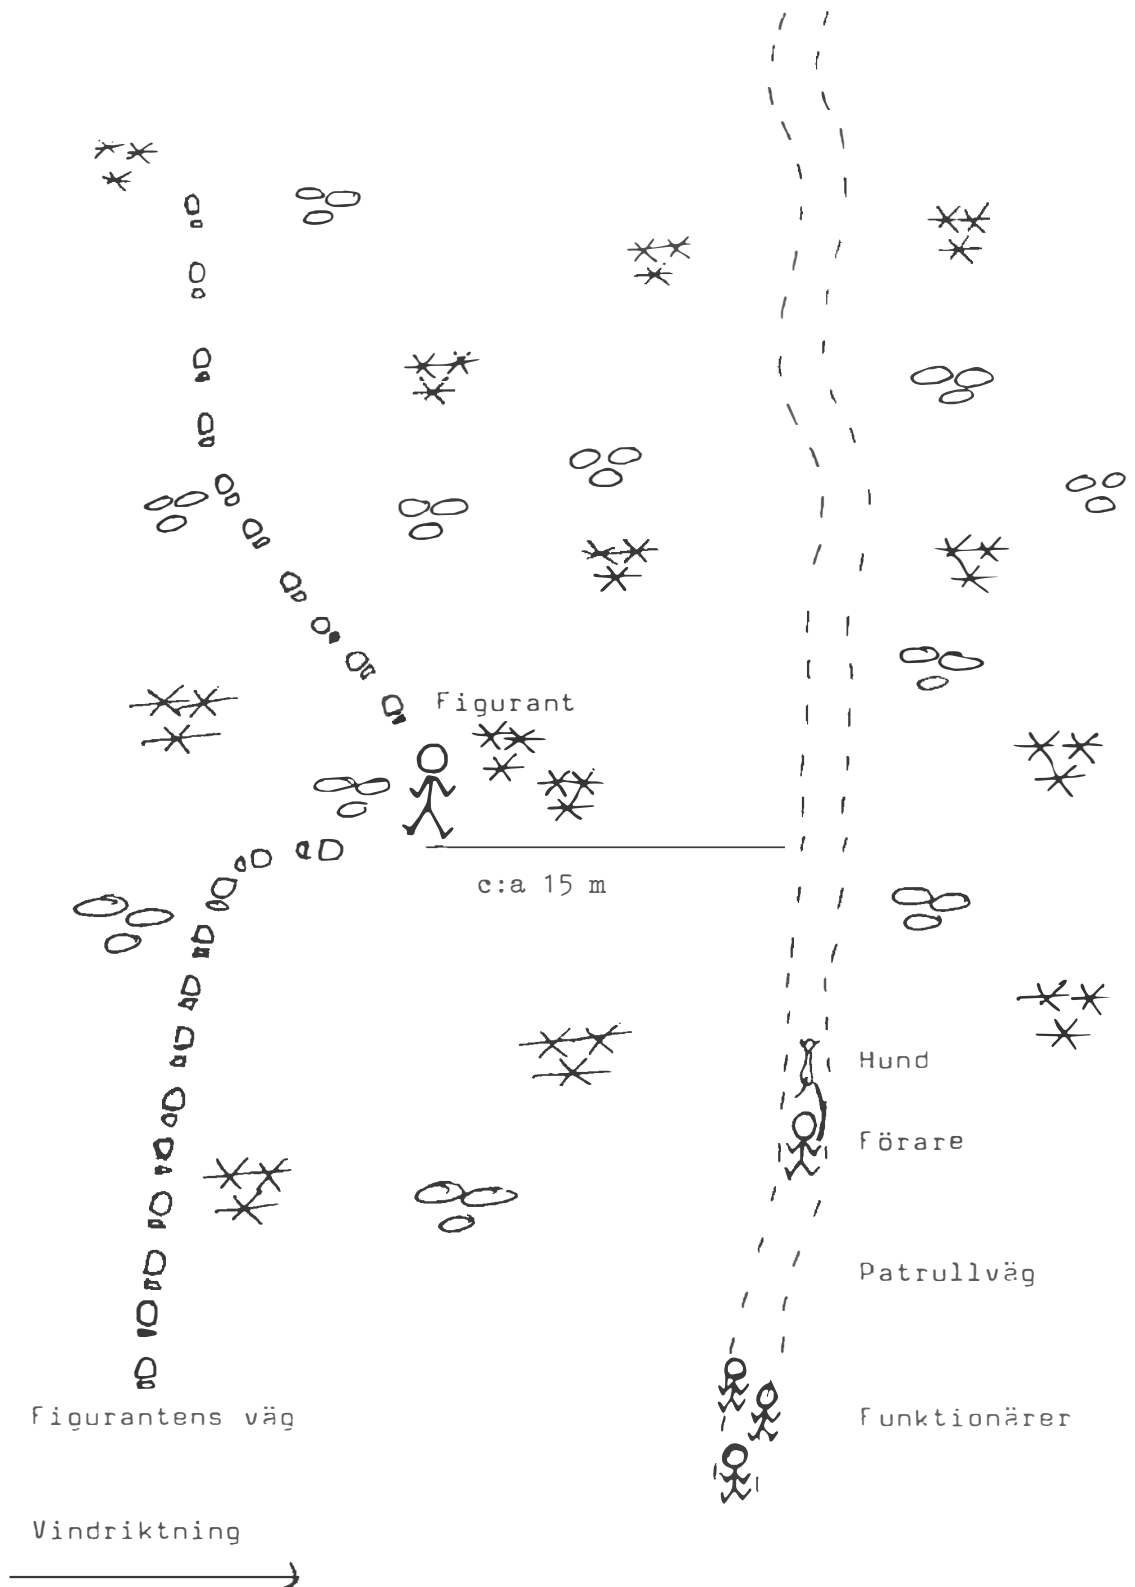 Figurant
c:a 15 m
Hund
Förare
Patrullväg
Figurantens väg
Funktionärer
Vindriktning